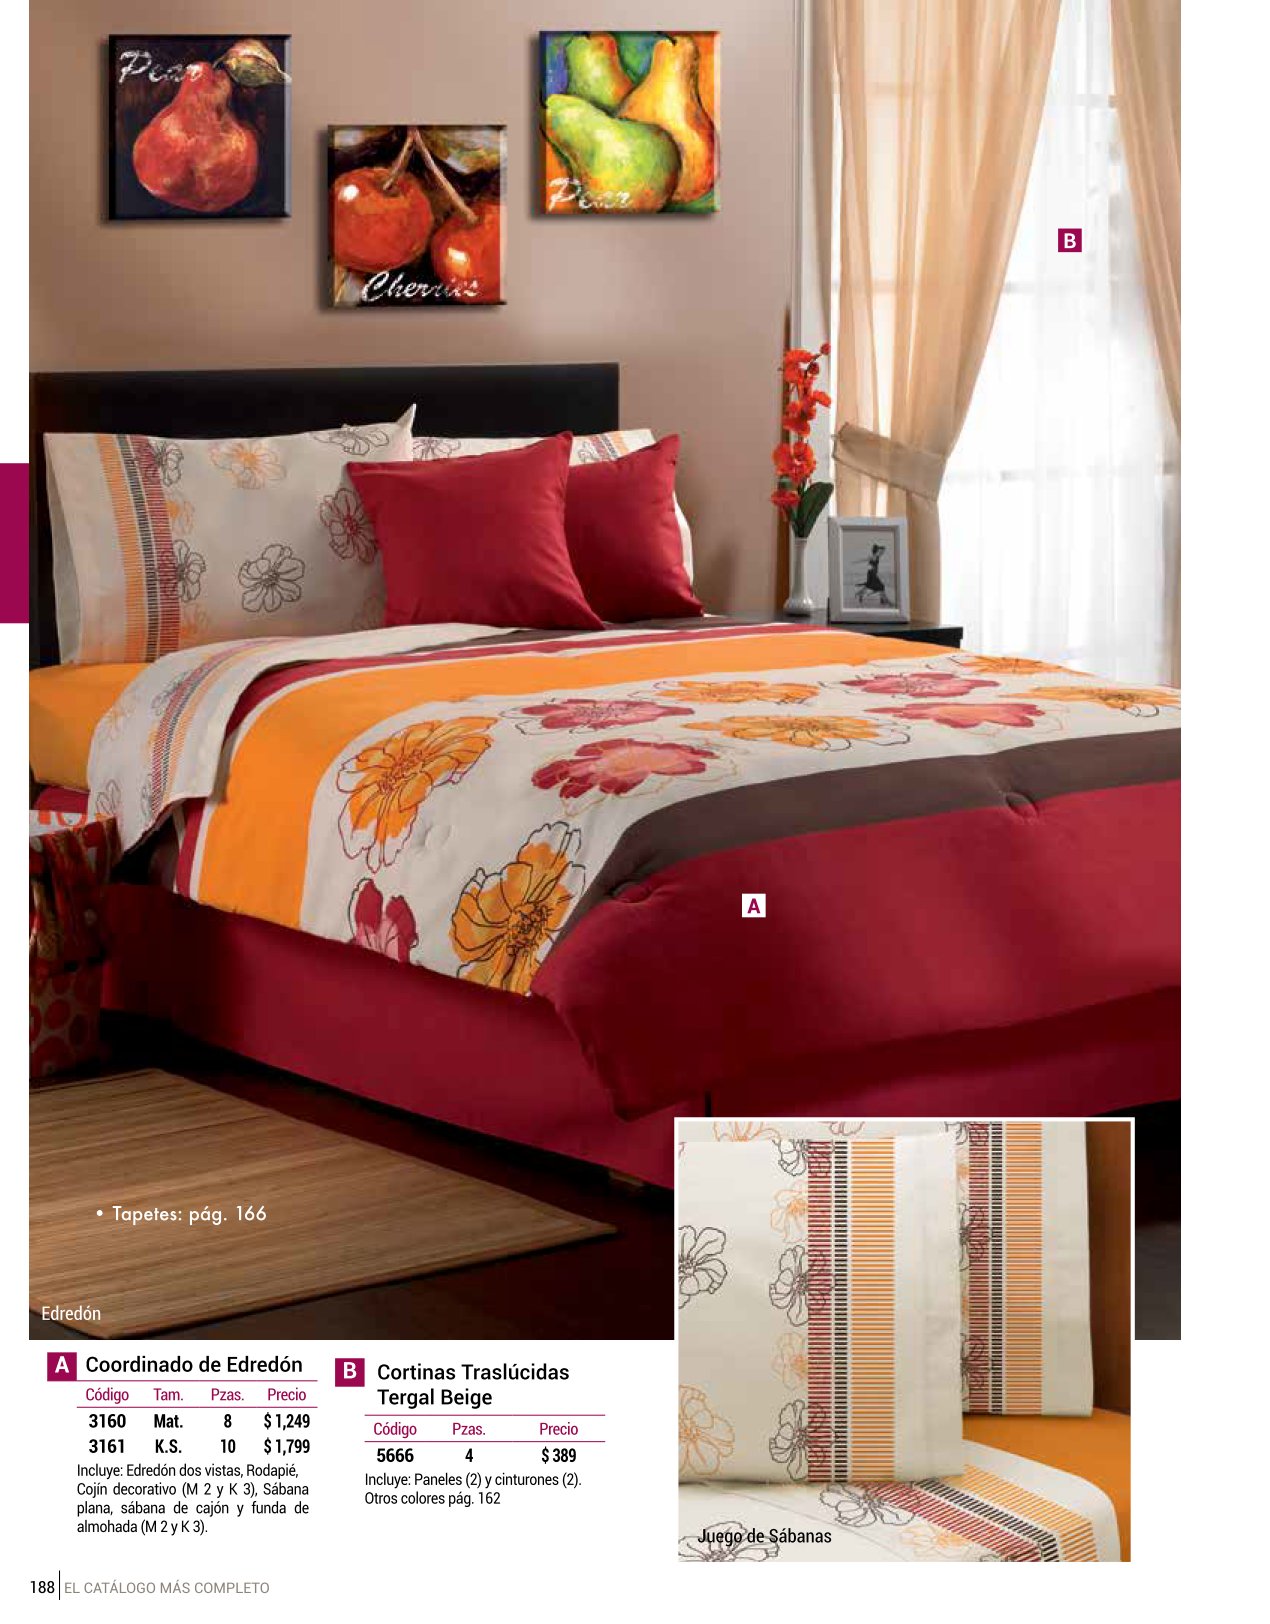 Pear
Pear
Cherries
B
A
• Tapetes: pág. 166
Edredón
A Coordinado de Edredón
Código Tam. Pzas. Precio
3160 Mat. 8 $ 1,249
3161 K.S. 10 $ 1,799
Incluye: Edredón dos vistas, Rodapié,
Cojín decorativo (M 2 y K 3), Sábana
plana, sábana de cajón y funda de
almohada (M 2 y K 3).
B Cortinas Traslúcidas
Tergal Beige
Código Pzas. Precio
5666 4 $ 389
Incluye: Paneles (2) y cinturones (2).
Otros colores pág. 162
Juego de Sábanas
188 EL CATÁLOGO MÁS COMPLETO